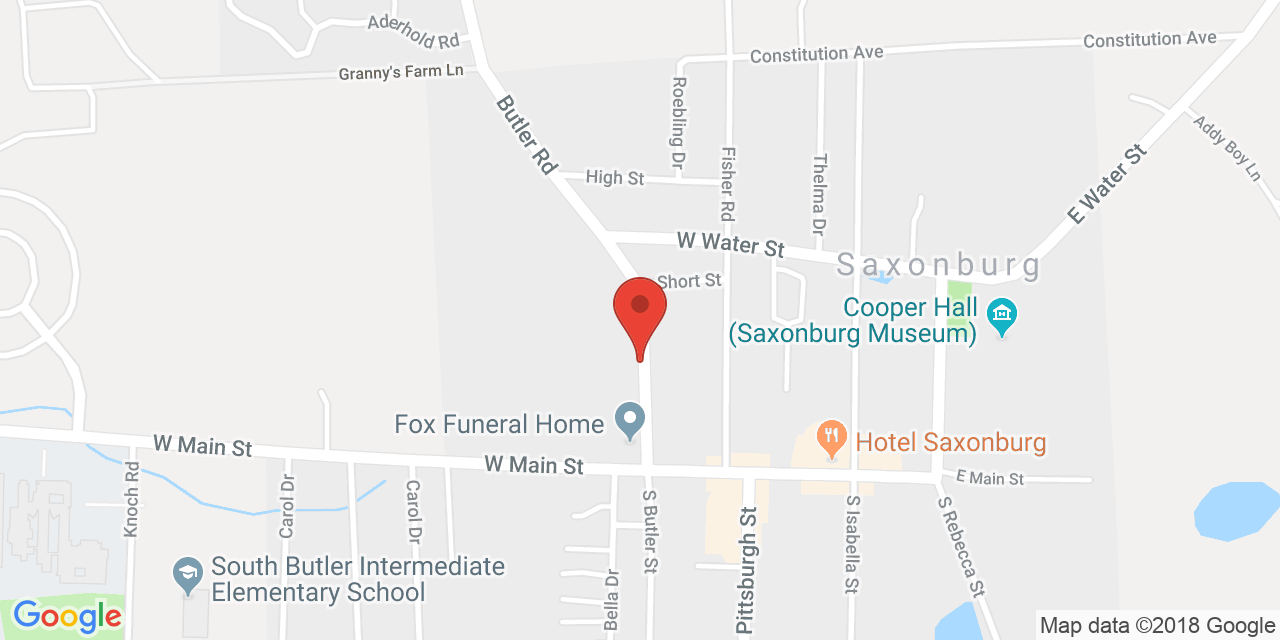 Aderhold Rd
Granny's Farm Ln
Constitution Ave
Constitution Ave
Butler Rd
Roebling Dr
High St
Fisher Rd
Thelma Dr
Addy Boy Ln
E Water St
W Water St
Saxonburg
Short St
Cooper Hall
(Saxonburg Museum)
Fox Funeral Home
Hotel Saxonburg
W Main St
W Main St
E Main St
Knoch Rd
Carol Dr
Carol Dr
S Butler St
Pittsburgh St
S Isabella St
S Rebecca St
South Butler Intermediate
Elementary School
Bella Dr
Google
Map data ©2018 Google